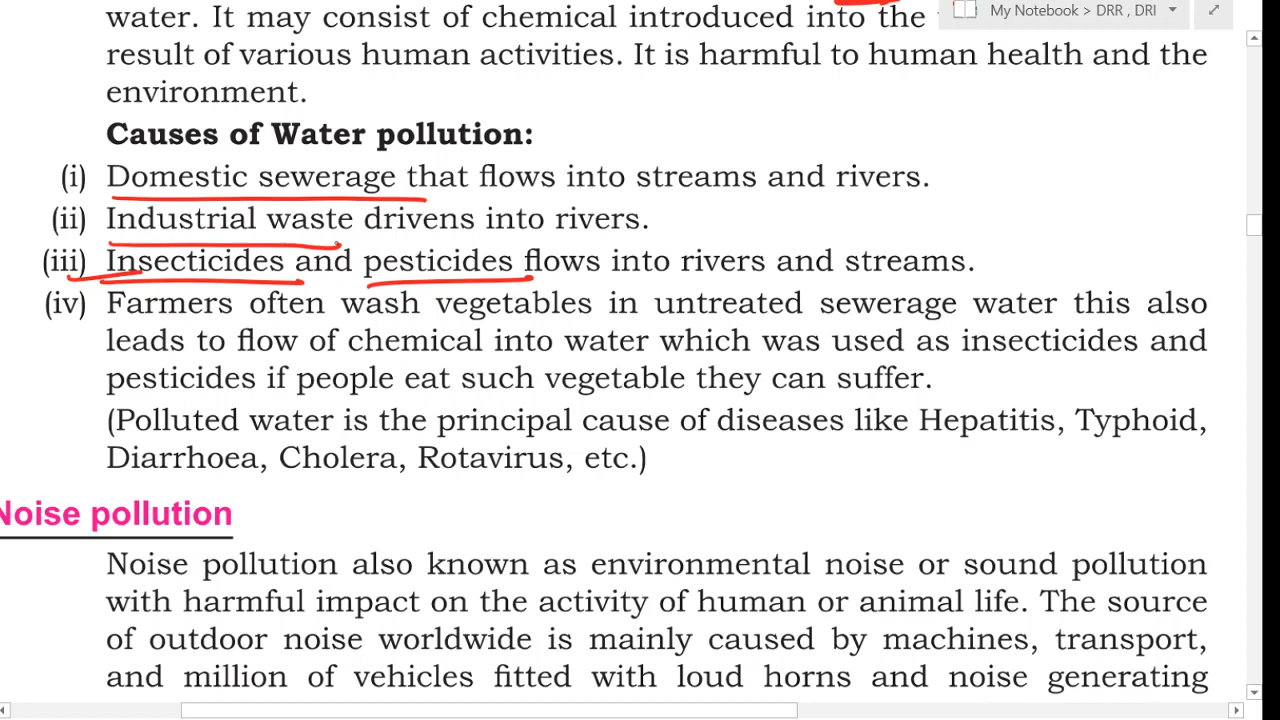 My Notebook > DRR , DRI
water. It may consist of chemical introduced into the
result of various human activities. It is harmful to human health and the
environment.
Causes of Water pollution:
(i) Domestic sewerage that flows into streams and rivers.
(ii) Industrial waste drivens into rivers.
(iii) Insecticides and pesticides flows into rivers and streams.
(iv) Farmers often wash vegetables in untreated sewerage water this also
leads to flow of chemical into water which was used as insecticides and
pesticides if people eat such vegetable they can suffer.
(Polluted water is the principal cause of diseases like Hepatitis, Typhoid,
Diarrhoea, Cholera, Rotavirus, etc.)
Noise pollution
Noise pollution also known as environmental noise or sound pollution
with harmful impact on the activity of human or animal life. The source
of outdoor noise worldwide is mainly caused by machines, transport,
and million of vehicles fitted with loud horns and noise generating